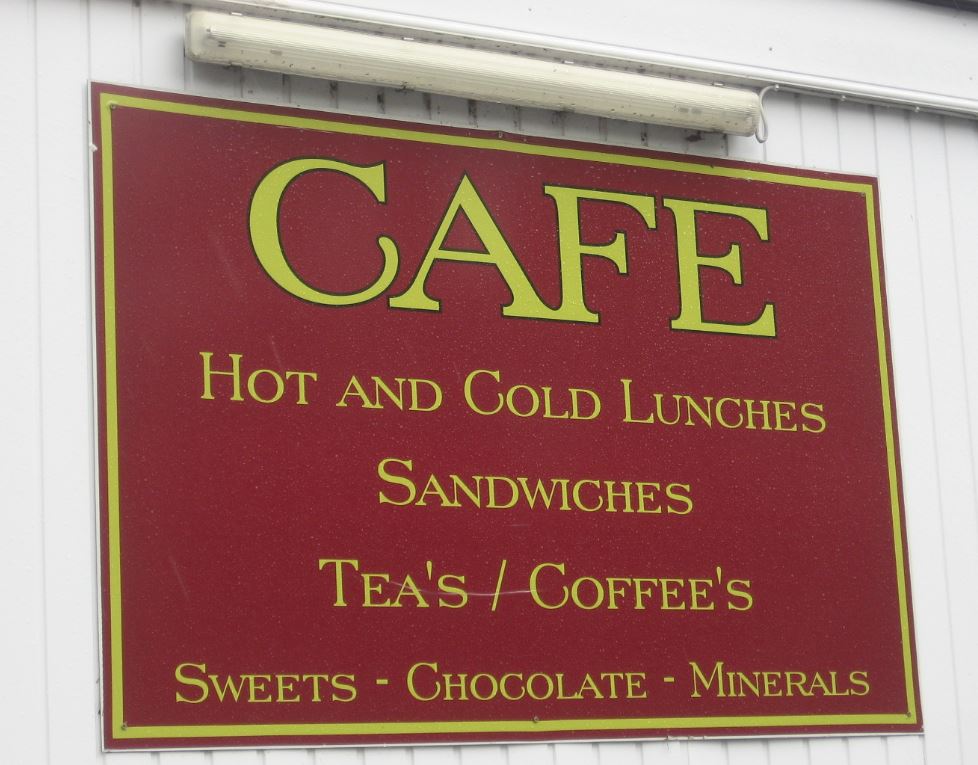 CAFE
HOT AND COLD LUNCHES
SANDWICHES
TEA'S / COFFEE'S
SWEETS - CHOCOLATE - MINERALS